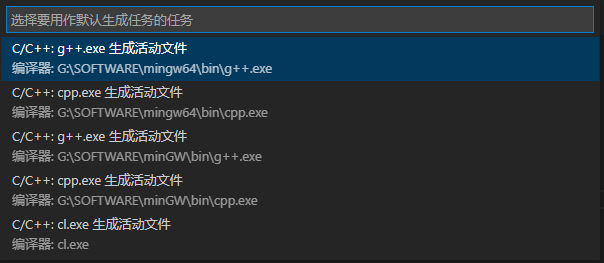 选择要用作默认生成任务的任务
C/C++: g++.exe 生成活动文件
编译器: G:\SOFTWARE\mingw64\bin\g++.exe
C/C++: cpp.exe 生成活动文件
编译器: G:\SOFTWARE\mingw64\bin\cpp.exe
C/C++: g++.exe 生成活动文件
编译器: G:\SOFTWARE\minGW\bin\g++.exe
C/C++: cpp.exe 生成活动文件
编译器: G:\SOFTWARE\minGW\bin\cpp.exe
C/C++: cl.exe 生成活动文件
编译器: cl.exe